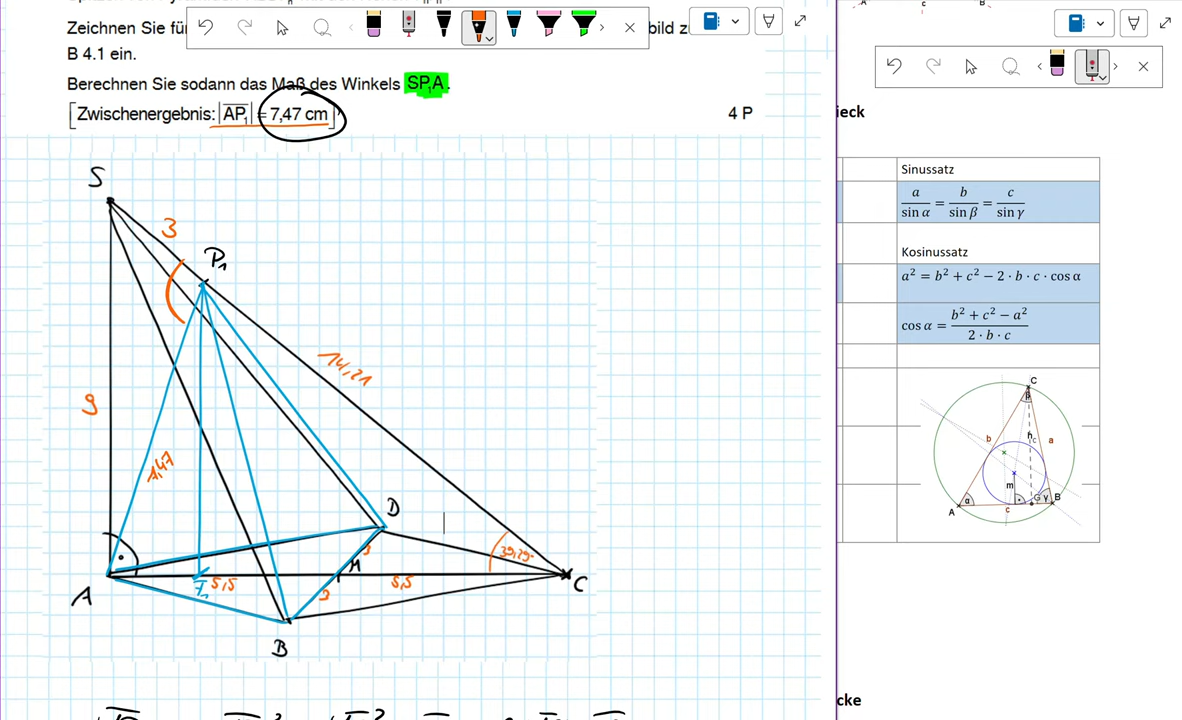 Zeichnen Sie fü
bild z
B 4.1 ein.
Berechnen Sie sodann das Maß des Winkels SP₁A.
[Zwischenergebnis: |AP₁| = 7,47 cm]
4 P
S
3
P₁
14,21
9
7,47
D
39,29
3
M
A
5,5
5,5
C
3
B
ieck
Sinussatz
a/sin α = b/sin β = c/sin γ
Kosinussatz
a² = b² + c² − 2 · b · c · cos α
cos α = (b² + c² − a²)/(2 · b · c)
C
β
b
h꜀
a
m
A
α
c
G
γ
B
cke